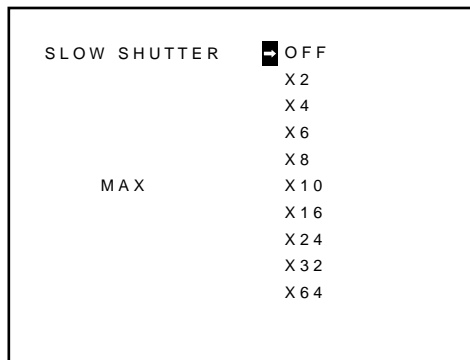 SLOW SHUTTER ➡ OFF
X2
X4
X6
X8
MAX X10
X16
X24
X32
X64